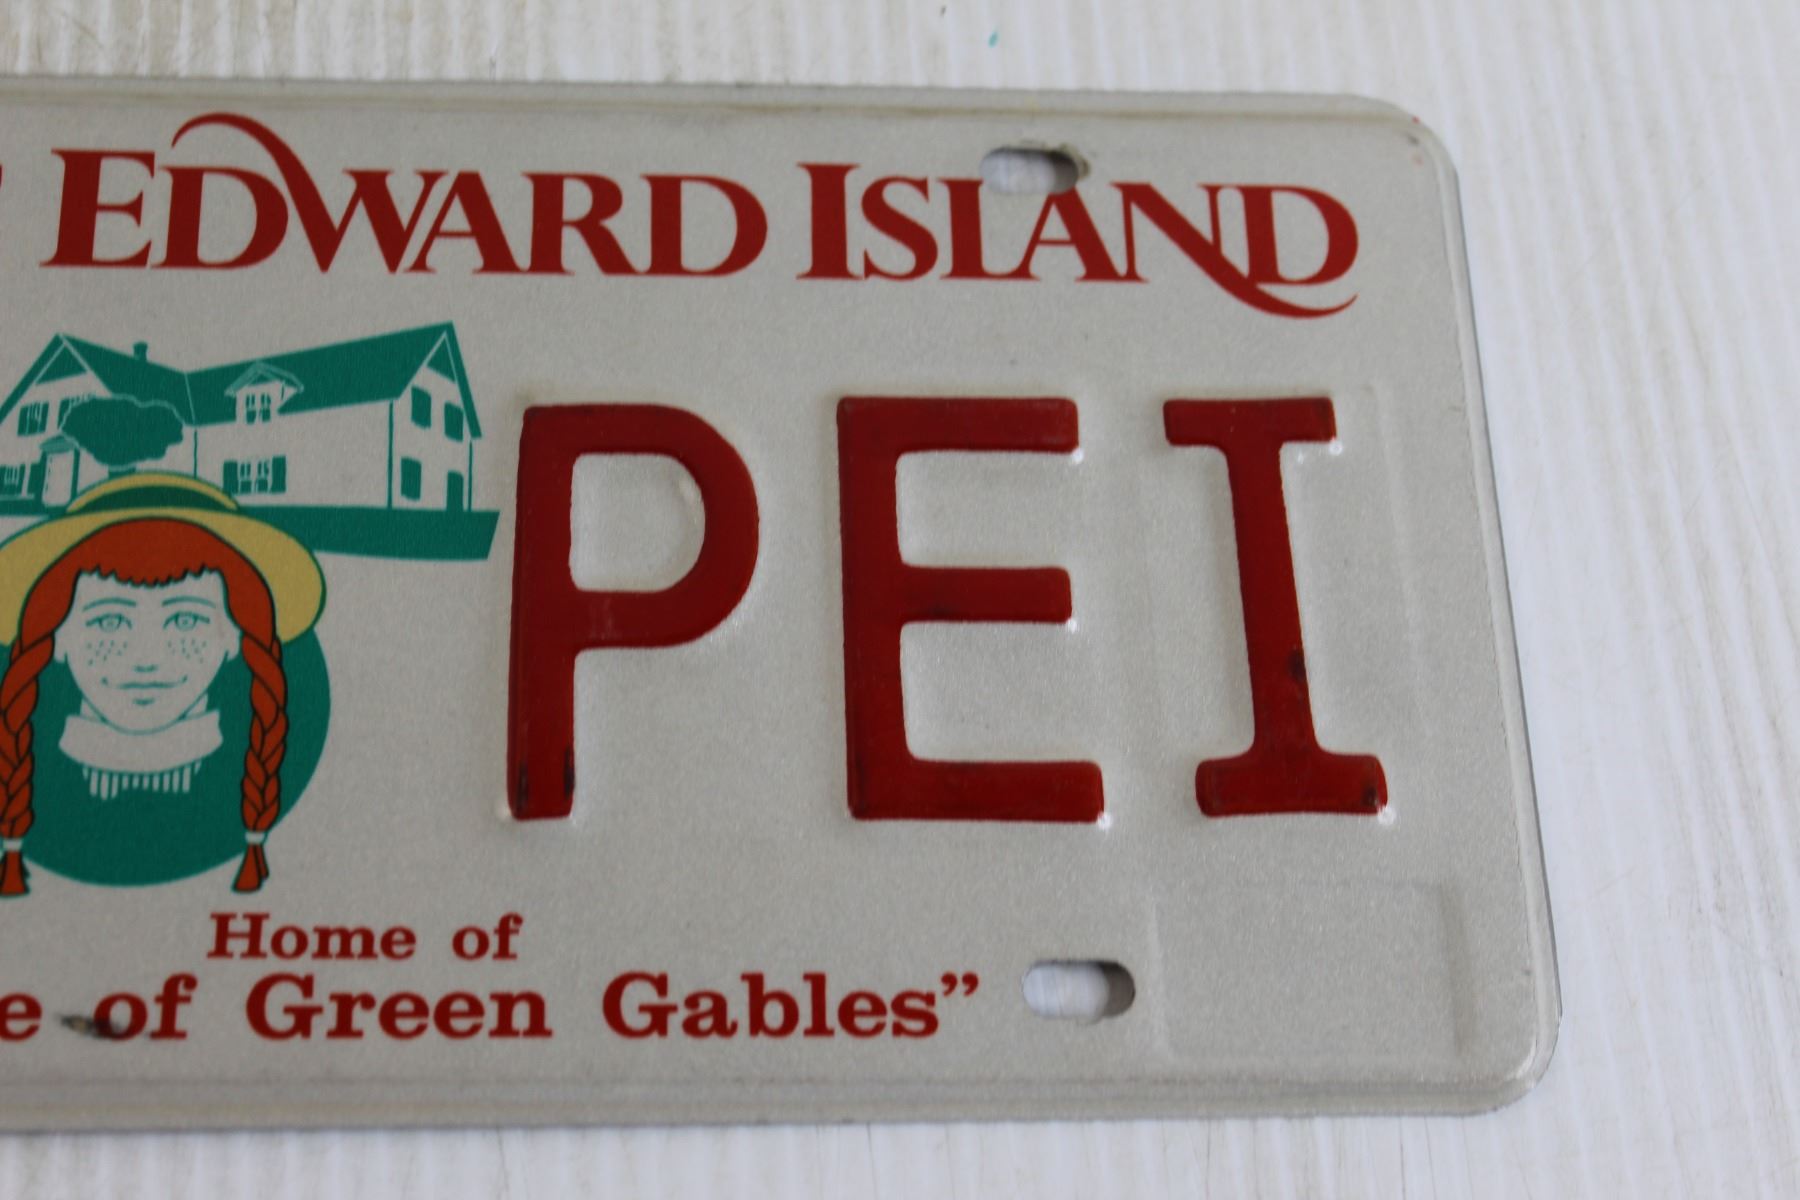 EDWARD ISLAND
PEI
Home of
e of Green Gables”